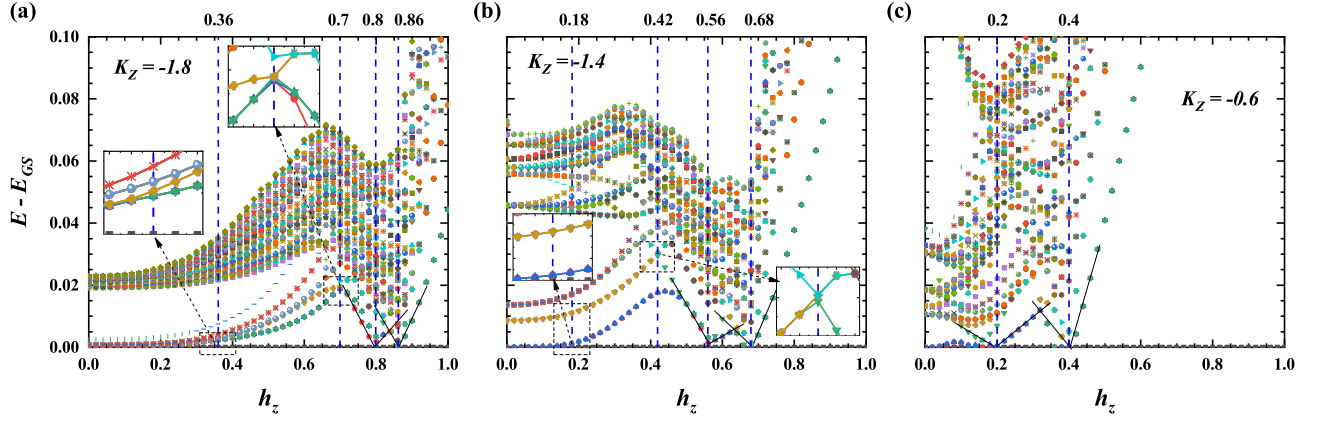 (a)
0.36 0.7 0.8 0.86
K_Z = -1.8
0.10
0.08
0.06
0.04
0.02
0.00
E - E_GS
0.0 0.2 0.4 0.6 0.8 1.0
h_z
(b)
0.18 0.42 0.56 0.68
K_Z = -1.4
0.0 0.2 0.4 0.6 0.8 1.0
h_z
(c)
0.2 0.4
K_Z = -0.6
0.0 0.2 0.4 0.6 0.8 1.0
h_z